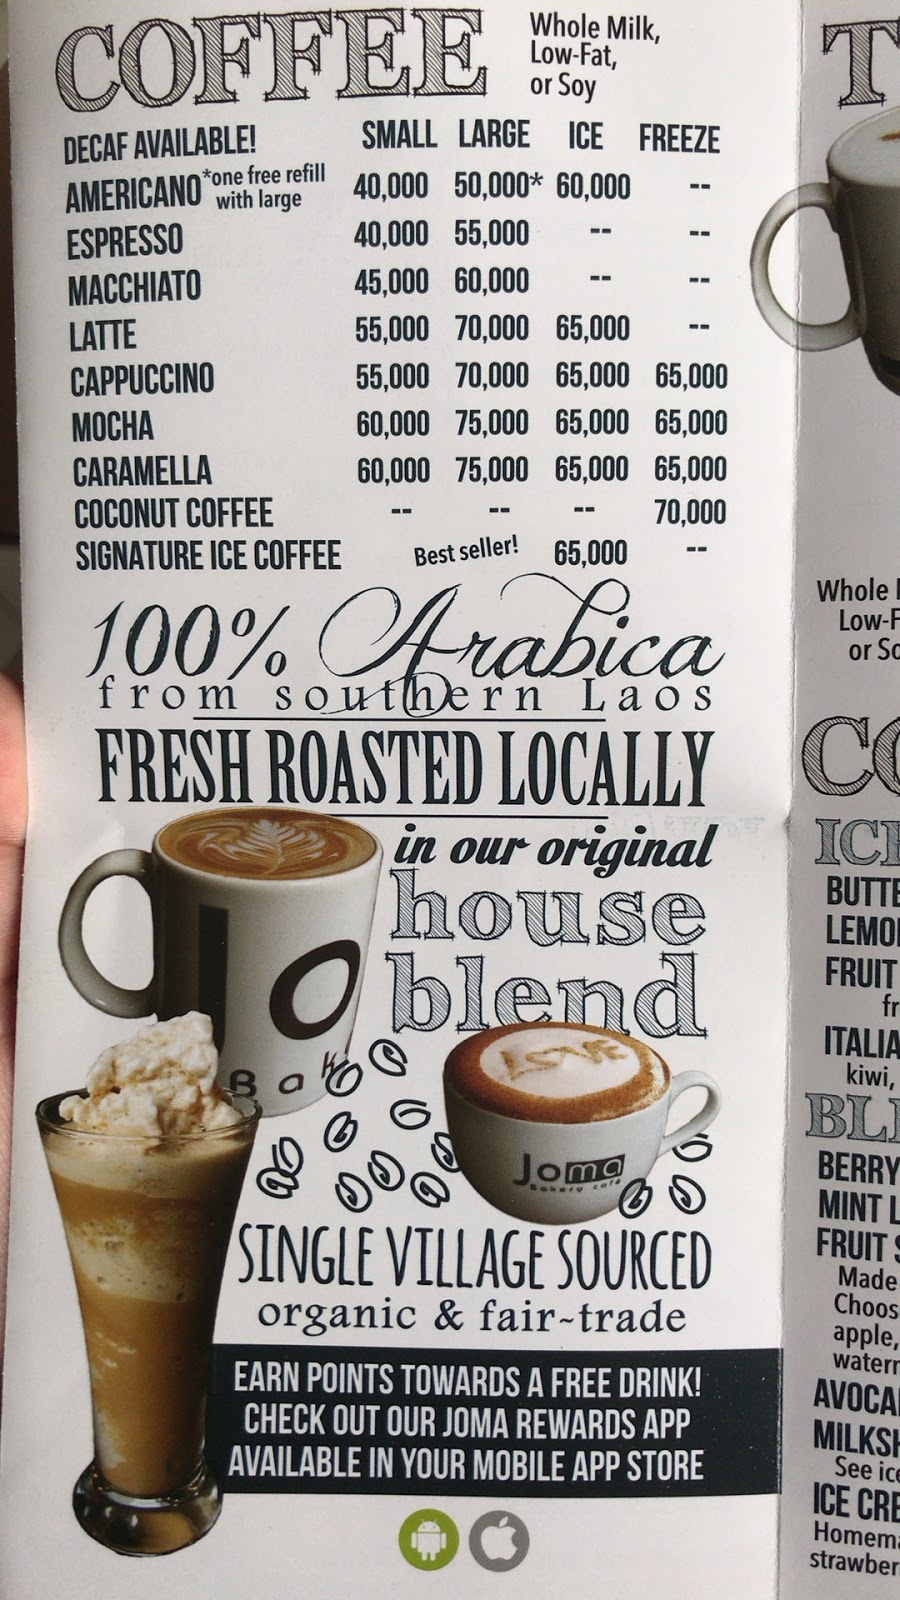 COFFEE
Whole Milk,
Low-Fat,
or Soy
DECAF AVAILABLE! SMALL LARGE ICE FREEZE
AMERICANO *one free refill with large 40,000 50,000* 60,000 --
ESPRESSO 40,000 55,000 -- --
MACCHIATO 45,000 60,000 -- --
LATTE 55,000 70,000 65,000 --
CAPPUCCINO 55,000 70,000 65,000 65,000
MOCHA 60,000 75,000 65,000 65,000
CARAMELLA 60,000 75,000 65,000 65,000
COCONUT COFFEE -- -- -- 70,000
SIGNATURE ICE COFFEE Best seller! 65,000 --
100% Arabica
from southern Laos
FRESH ROASTED LOCALLY
in our original
house
blend
LOVE
Joma
Bakery café
SINGLE VILLAGE SOURCED
organic & fair-trade
EARN POINTS TOWARDS A FREE DRINK!
CHECK OUT OUR JOMA REWARDS APP
AVAILABLE IN YOUR MOBILE APP STORE
Whole
Low-F
or So
CO
ICE
BUTTE
LEMO
FRUIT
fr
ITALIA
kiwi,
BL
BERRY
MINT L
FRUIT S
Made
Choos
apple,
waterm
AVOCA
MILKSH
See ice
ICE CRE
Homema
strawber